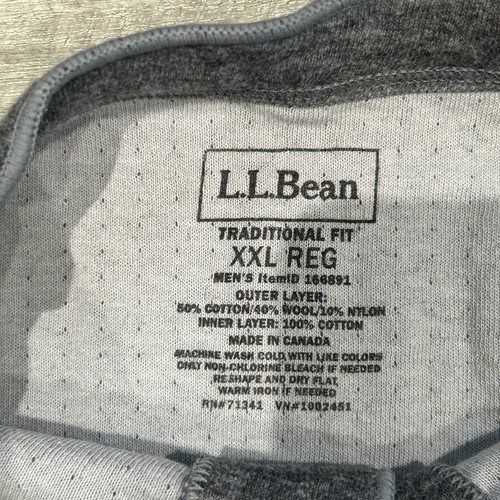 L.L.Bean
TRADITIONAL FIT
XXL REG
MEN'S ItemID 166891
OUTER LAYER:
50% COTTON/40% WOOL/10% NYLON
INNER LAYER: 100% COTTON
MADE IN CANADA
MACHINE WASH COLD, WITH LIKE COLORS
ONLY NON-CHLORINE BLEACH IF NEEDED
RESHAPE AND DRY FLAT,
WARM IRON IF NEEDED
RN#71341 VN#1002451